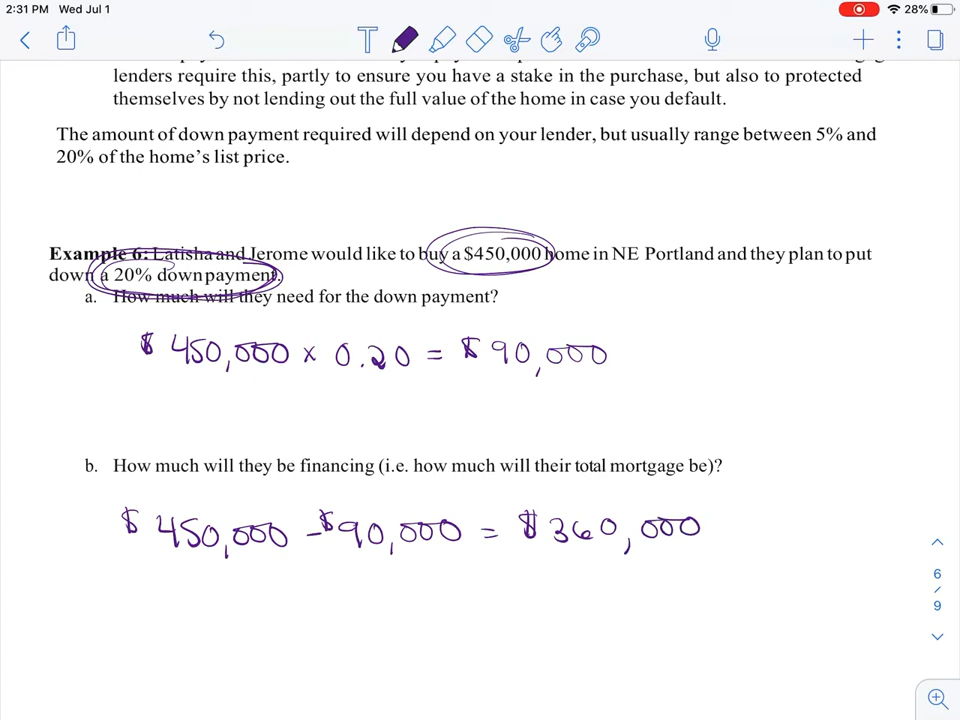 2:31 PM Wed Jul 1
28%
T
lenders require this, partly to ensure you have a stake in the purchase, but also to protected
themselves by not lending out the full value of the home in case you default.
The amount of down payment required will depend on your lender, but usually range between 5% and
20% of the home's list price.
Example 6: Latisha and Jerome would like to buy a $450,000 home in NE Portland and they plan to put
down a 20% down payment.
a. How much will they need for the down payment?
$ 450,000 x 0.20 = $ 90,000
b. How much will they be financing (i.e. how much will their total mortgage be)?
$ 450,000 - $90,000 = $360,000
6
/
9